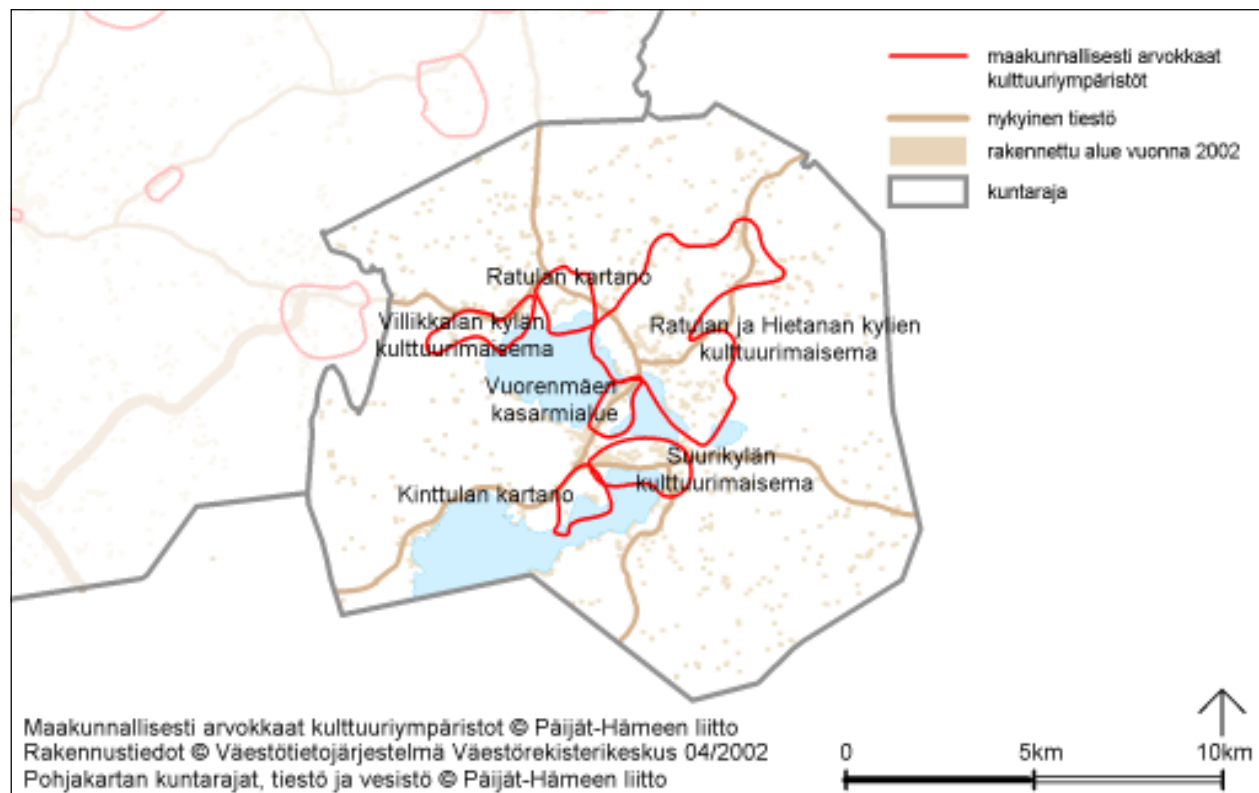 maakunnallisesti arvokkaat
kulttuuriympäristöt
nykyinen tiestö
rakennettu alue vuonna 2002
kuntaraja
Ratulan kartano
Villikkalan kylän
kulttuurimaisema
Ratulan ja Hietanan kylien
kulttuurimaisema
Vuorenmäen
kasarmialue
Suurikylän
kulttuurimaisema
Kinttulan kartano
Maakunnallisesti arvokkaat kulttuuriympäristot © Päijät-Hämeen liitto
Rakennustiedot © Väestötietojärjestelmä Väestörekisterikeskus 04/2002
Pohjakartan kuntarajat, tiestö ja vesistö © Päijät-Hämeen liitto
0 5km 10km